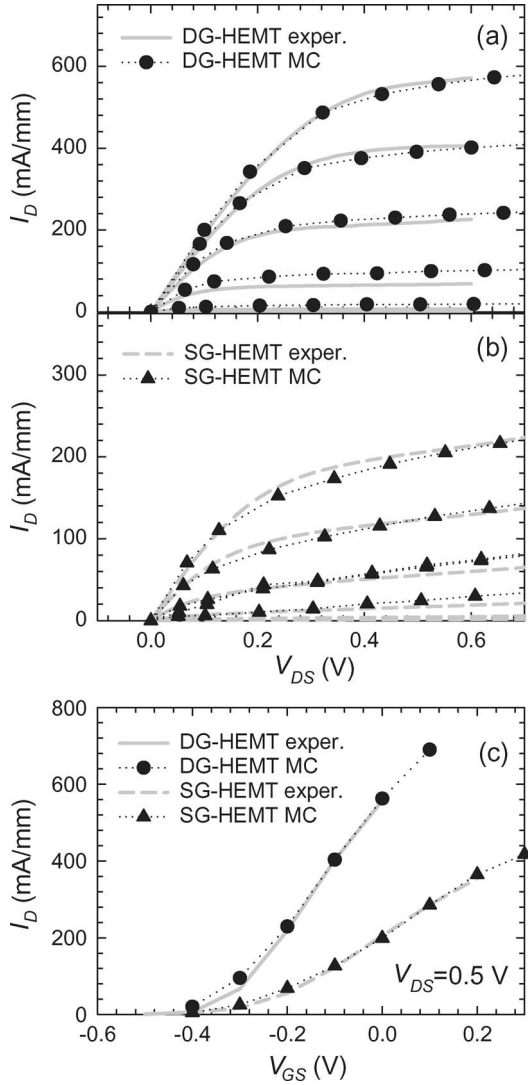 DG-HEMT exper.
(a)
DG-HEMT MC
600
400
200
0
I_D (mA/mm)
SG-HEMT exper.
(b)
SG-HEMT MC
300
200
100
0
I_D (mA/mm)
0.0 0.2 0.4 0.6
V_DS (V)
800
DG-HEMT exper.
(c)
DG-HEMT MC
SG-HEMT exper.
SG-HEMT MC
600
400
200
0
I_D (mA/mm)
V_DS=0.5 V
-0.6 -0.4 -0.2 0.0 0.2
V_GS (V)